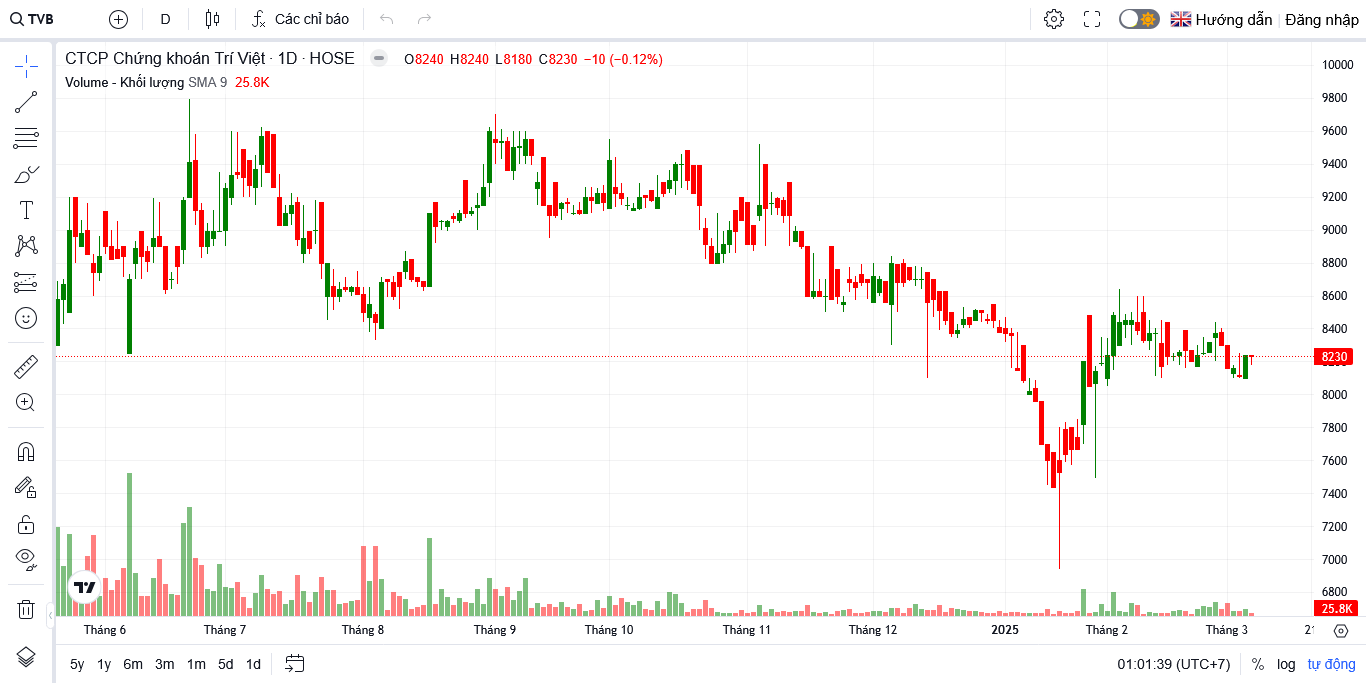 TVB D Các chỉ báo Hướng dẫn Đăng nhập
CTCP Chứng khoán Trí Việt · 1D · HOSE O8240 H8240 L8180 C8230 −10 (−0.12%)
Volume - Khối lượng SMA 9 25.8K
10000
9800
9600
9400
9200
9000
8800
8600
8400
8230
8000
7800
7600
7400
7200
7000
6800
25.8K
Tháng 6 Tháng 7 Tháng 8 Tháng 9 Tháng 10 Tháng 11 Tháng 12 2025 Tháng 2 Tháng 3
5y 1y 6m 3m 1m 5d 1d 01:01:39 (UTC+7) % log tự động